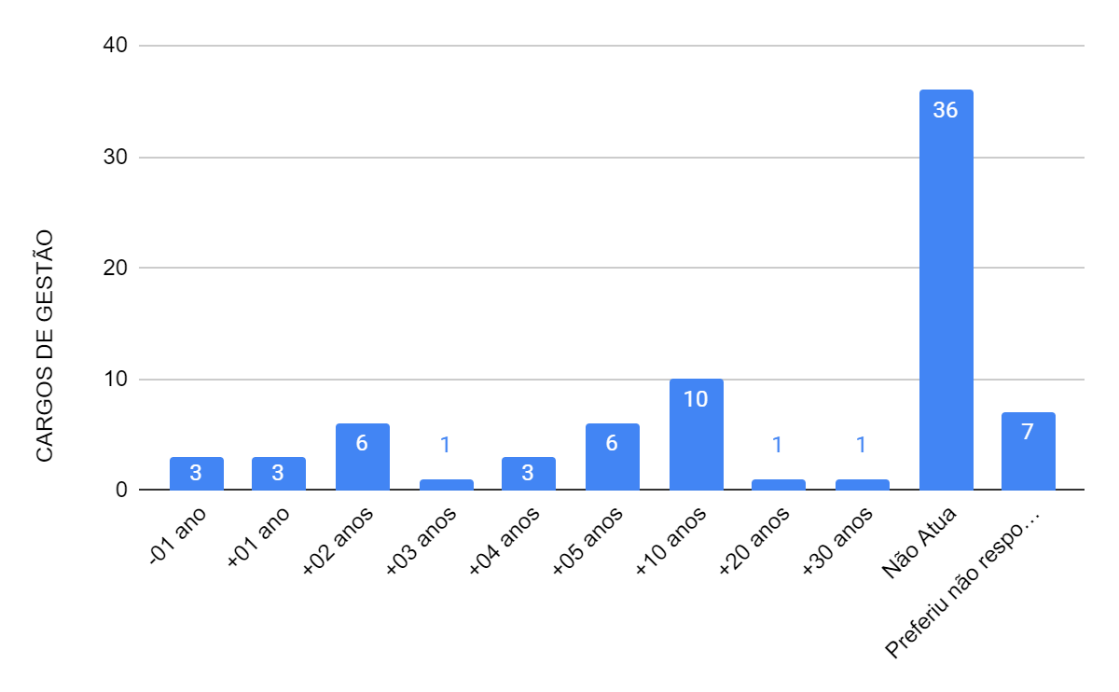 CARGOS DE GESTÃO
40
30
20
10
0
3
3
6
1
3
6
10
1
1
36
7
-01 ano
+01 ano
+02 anos
+03 anos
+04 anos
+05 anos
+10 anos
+20 anos
+30 anos
Não Atua
Preferiu não respo…